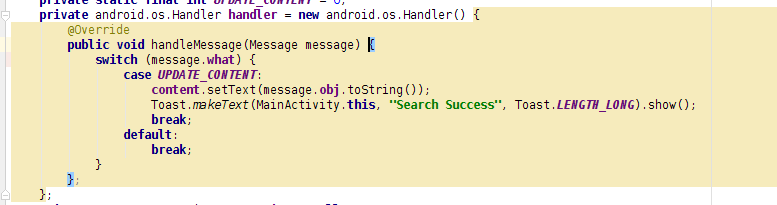 private static final int UPDATE_CONTENT = 0;
private android.os.Handler handler = new android.os.Handler() {
@Override
public void handleMessage(Message message) {
switch (message.what) {
case UPDATE_CONTENT:
content.setText(message.obj.toString());
Toast.makeText(MainActivity.this, "Search Success", Toast.LENGTH_LONG).show();
break;
default:
break;
}
};
};